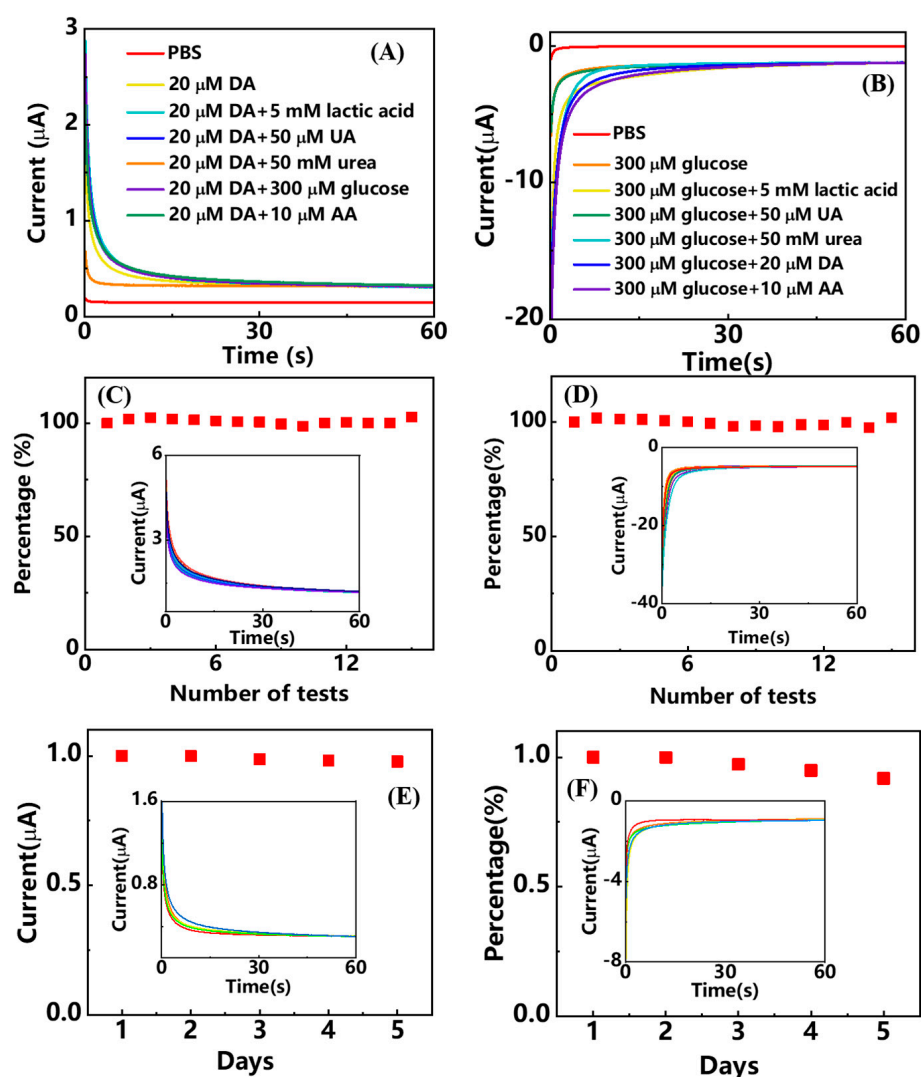 (A)
3
2
1
0
Current (μA)
PBS
20 μM DA
20 μM DA+5 mM lactic acid
20 μM DA+50 μM UA
20 μM DA+50 mM urea
20 μM DA+300 μM glucose
20 μM DA+10 μM AA
0 30 60
Time (s)
(B)
0
-10
-20
Current(μA)
PBS
300 μM glucose
300 μM glucose+5 mM lactic acid
300 μM glucose+50 μM UA
300 μM glucose+50 mM urea
300 μM glucose+20 μM DA
300 μM glucose+10 μM AA
0 30 60
Time(s)
(C)
100
50
0
Percentage (%)
6
3
Current(μA)
0 30 60
Time(s)
0 6 12
Number of tests
(D)
100
50
0
Percentage(%)
0
-20
-40
Current(μA)
0 30 60
Time(s)
0 6 12
Number of tests
(E)
1.0
0.5
0.0
Current(μA)
1.6
0.8
Current(μA)
0 30 60
Time(s)
1 2 3 4 5
Days
(F)
1.0
0.5
0.0
Percentage(%)
0
-4
-8
Current(μA)
0 30 60
Time(s)
1 2 3 4 5
Days